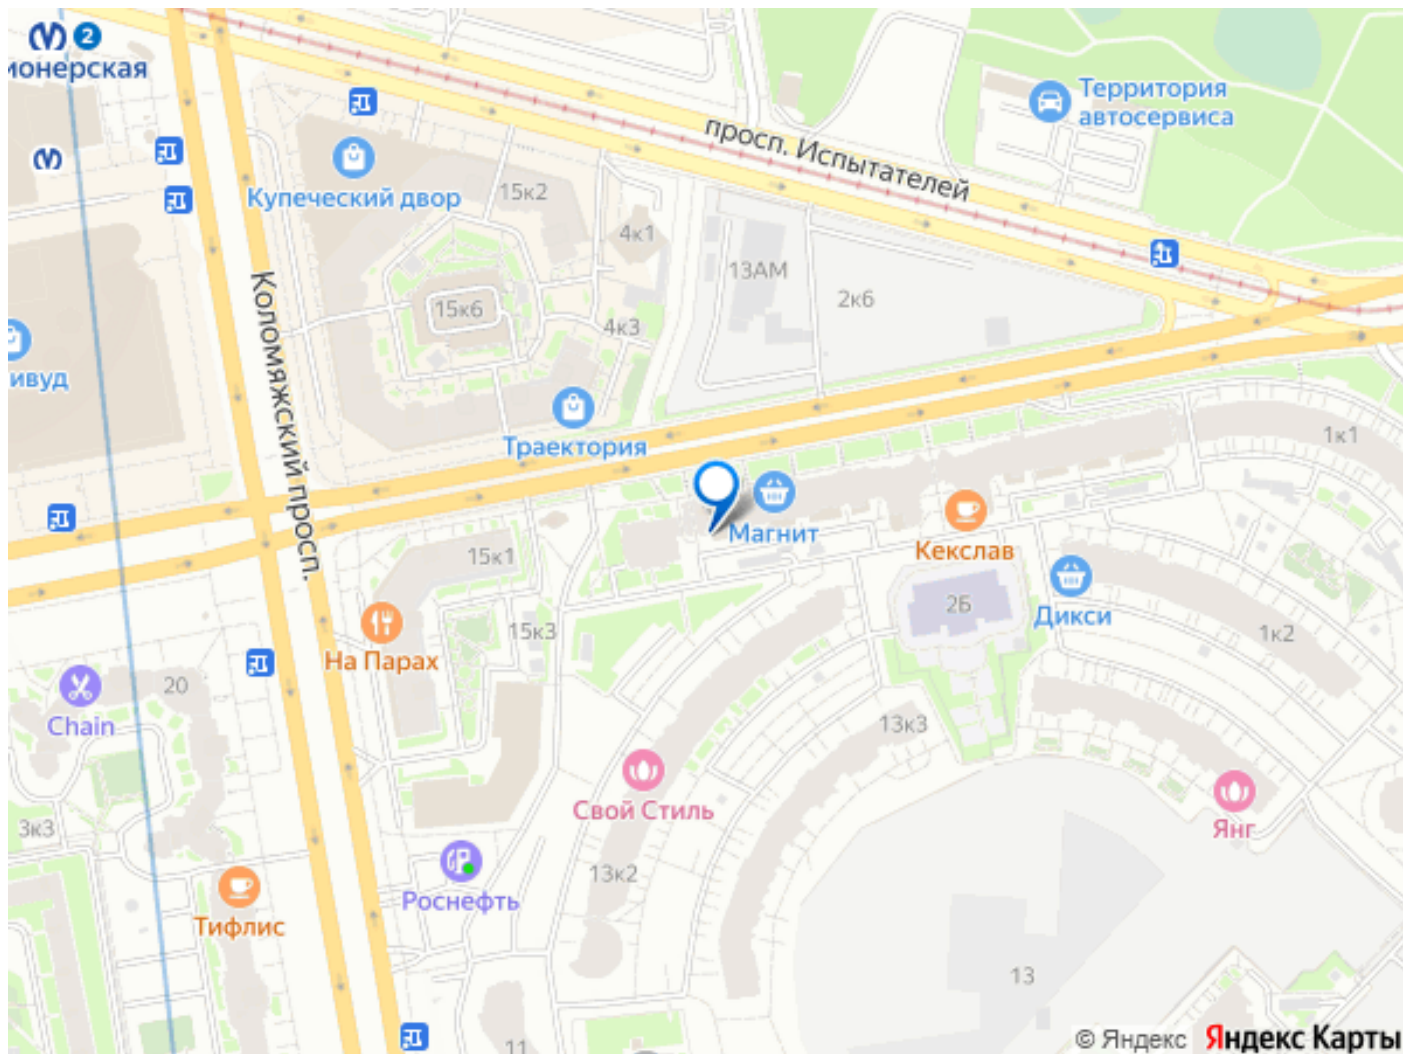 2
ионерская
Территория
автосервиса
просп. Испытателей
Купеческий двор
15к2
4к1
13АМ
2к6
15к6
4к3
Коломяжский просп.
ивуд
Траектория
1к1
Магнит
Кекслав
15к1
2Б
Дикси
15к3
1к2
На Парах
20
Chain
13к3
Свой Стиль
Янг
3к3
13к2
Роснефть
Тифлис
13
11
© Яндекс Яндекс Карты